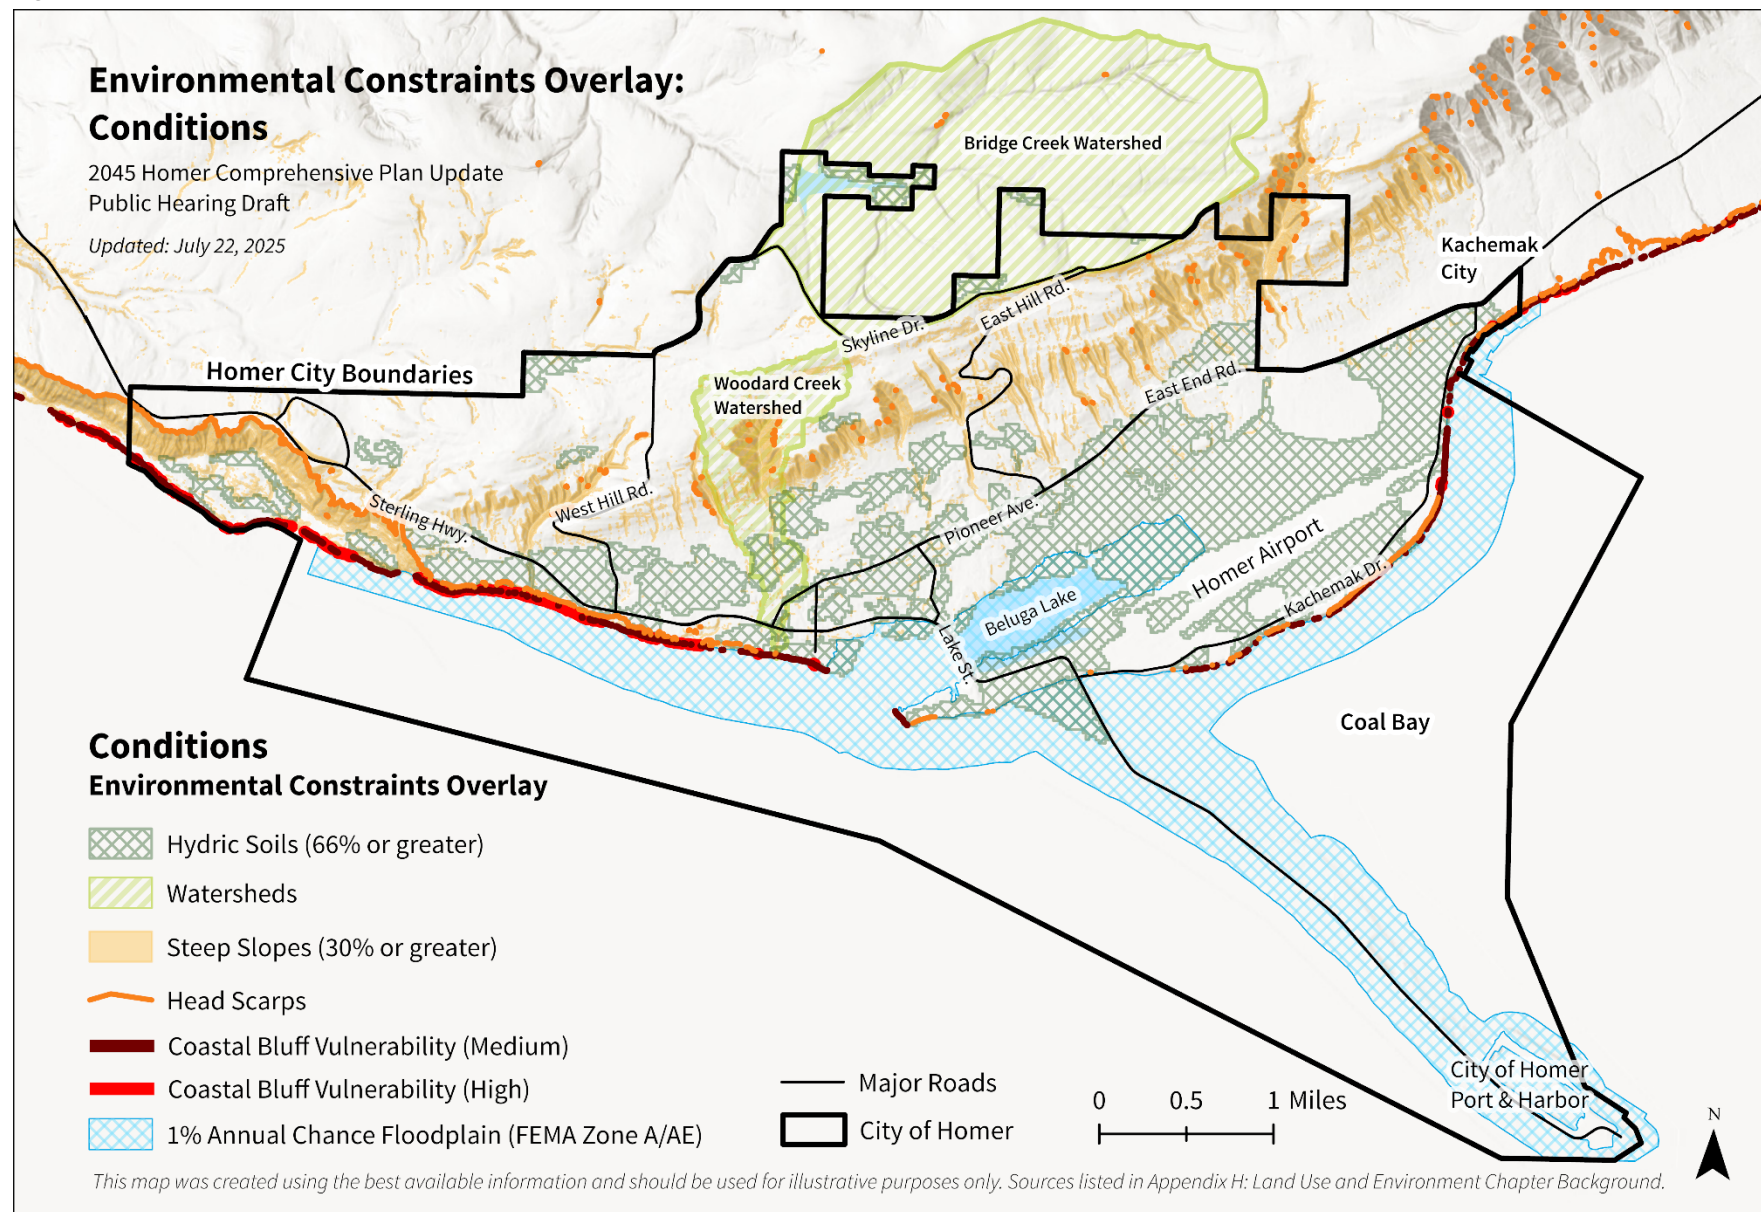 Environmental Constraints Overlay:
Conditions
2045 Homer Comprehensive Plan Update
Public Hearing Draft
Updated: July 22, 2025
Bridge Creek Watershed
Kachemak
City
Homer City Boundaries
Skyline Dr.
East Hill Rd.
Woodard Creek
Watershed
East End Rd.
Sterling Hwy.
West Hill Rd.
Pioneer Ave.
Homer Airport
Beluga Lake
Kachemak Dr.
Lake St.
Coal Bay
City of Homer
Port & Harbor
Conditions
Environmental Constraints Overlay
Hydric Soils (66% or greater)
Watersheds
Steep Slopes (30% or greater)
Head Scarps
Coastal Bluff Vulnerability (Medium)
Coastal Bluff Vulnerability (High)
1% Annual Chance Floodplain (FEMA Zone A/AE)
Major Roads
City of Homer
0 0.5 1 Miles
N
This map was created using the best available information and should be used for illustrative purposes only. Sources listed in Appendix H: Land Use and Environment Chapter Background.